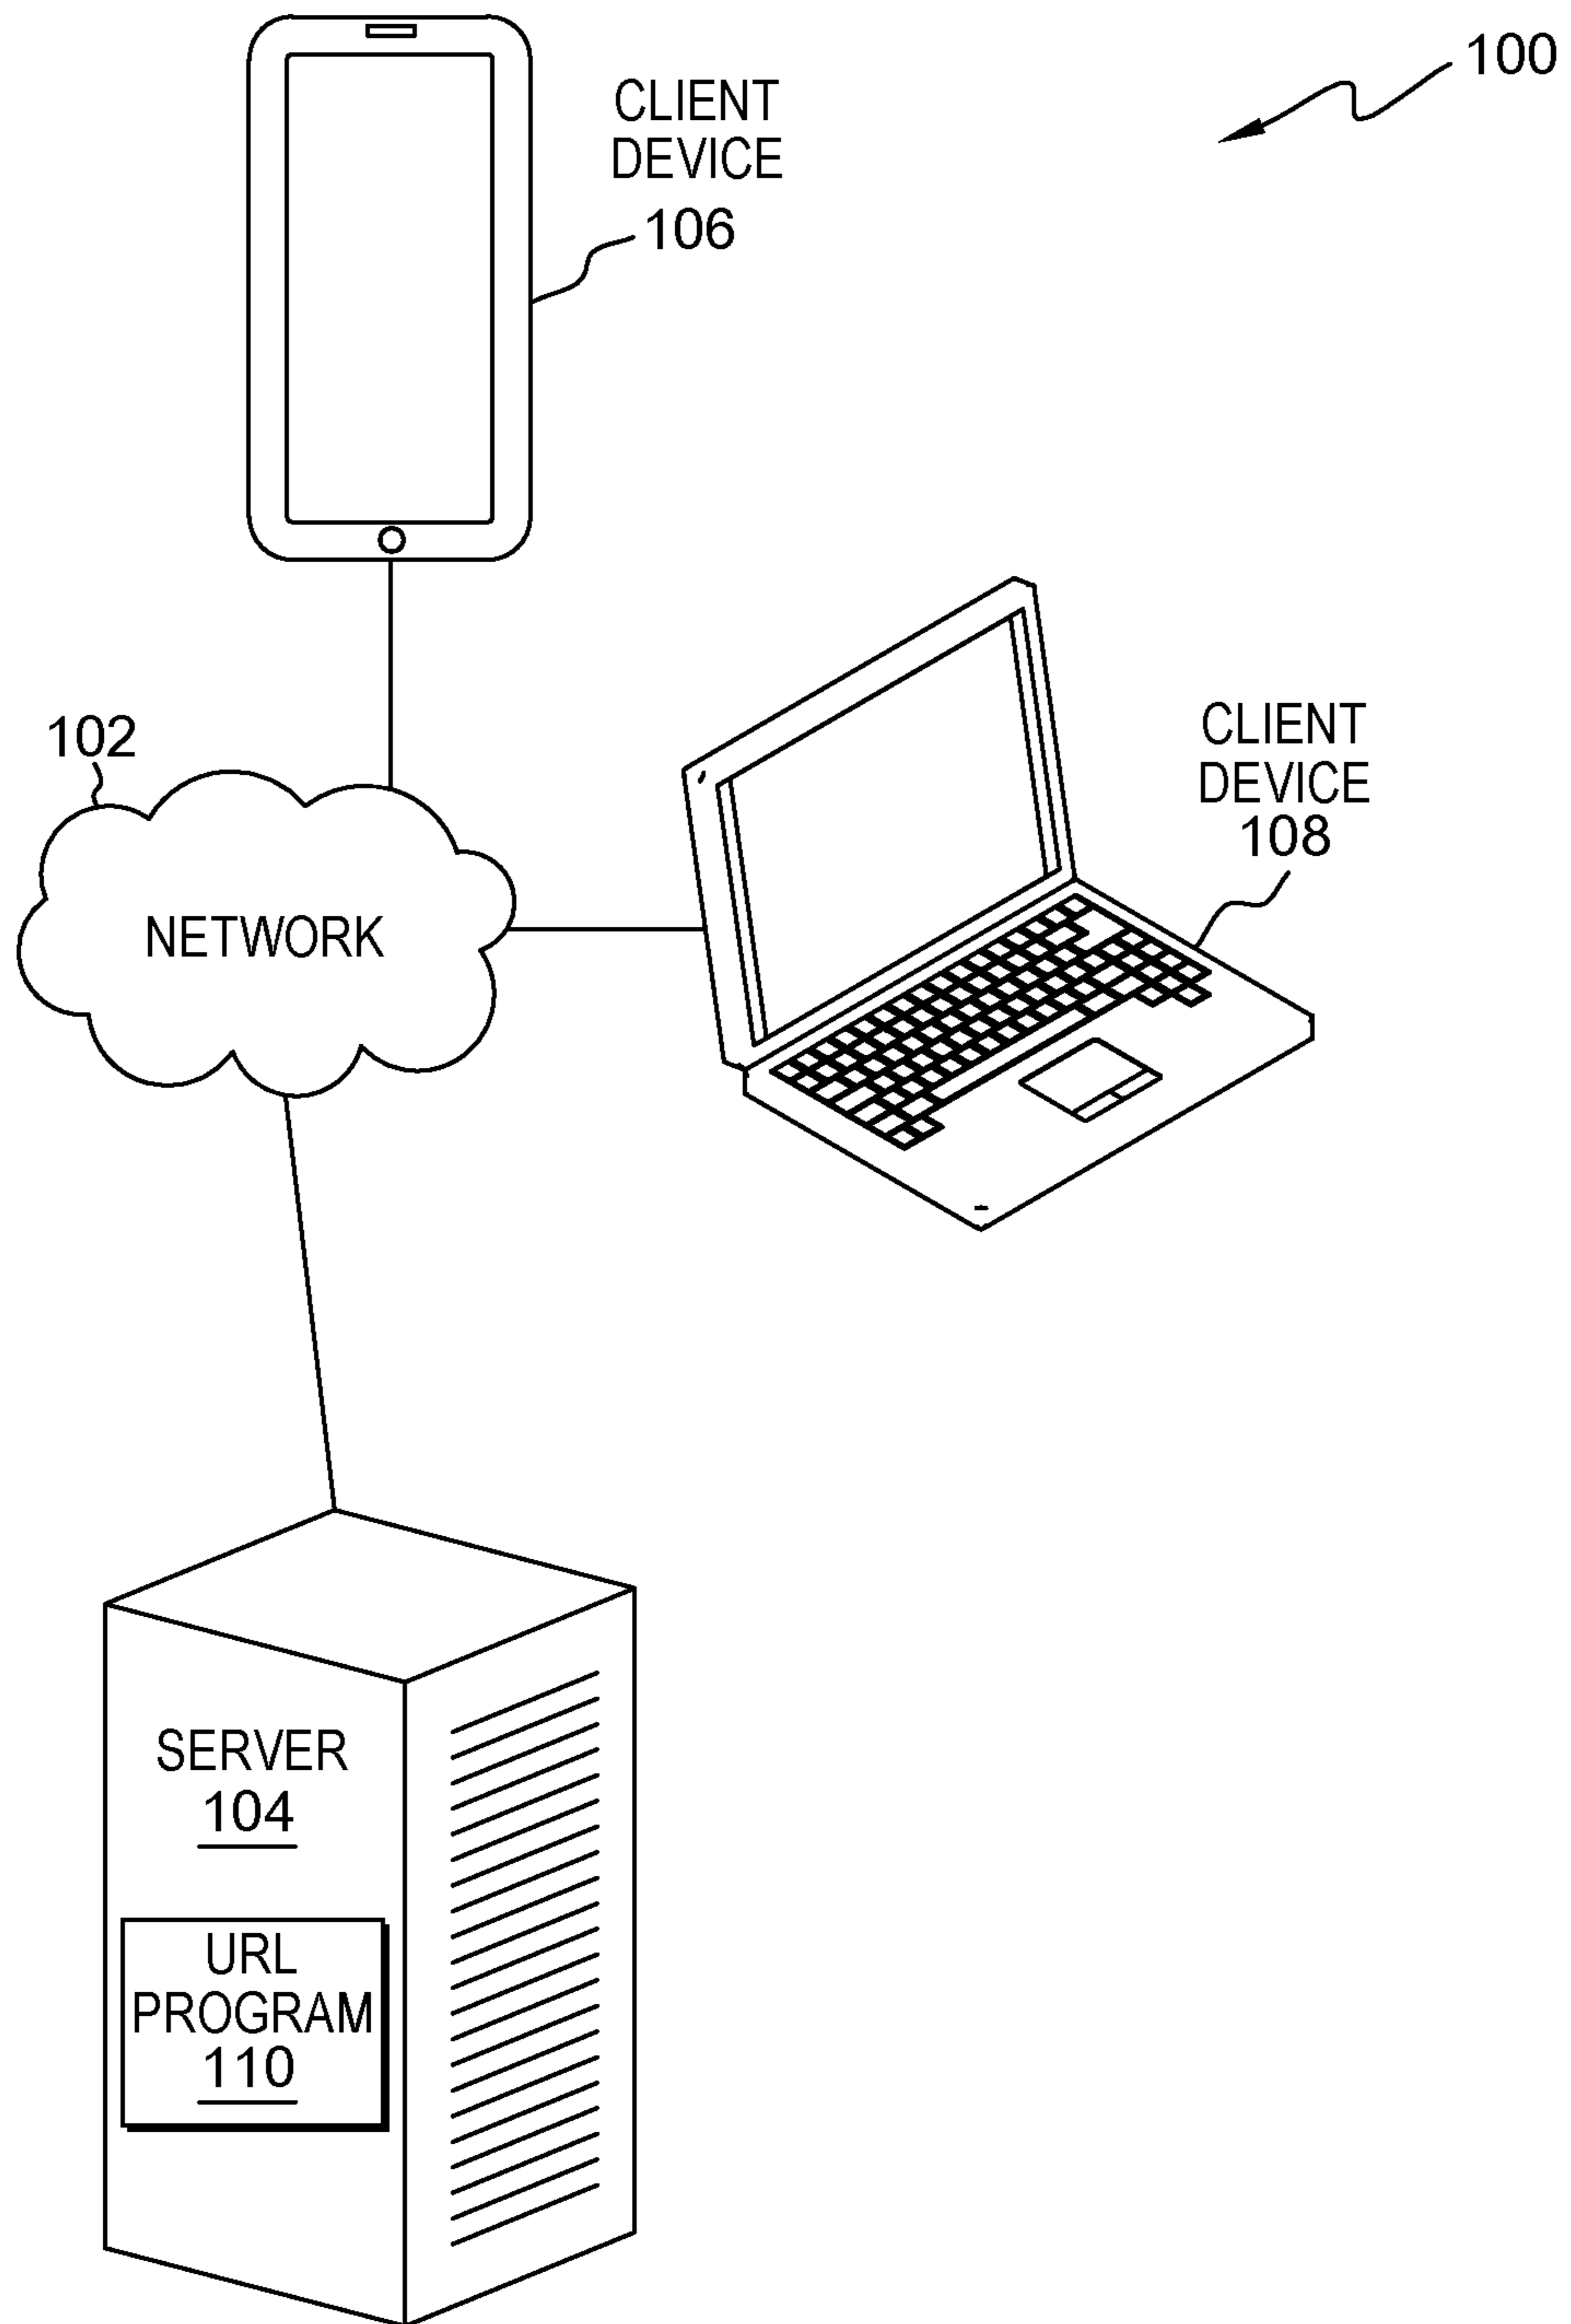 100
CLIENT
DEVICE
106
102
NETWORK
CLIENT
DEVICE
108
SERVER
104
URL
PROGRAM
110